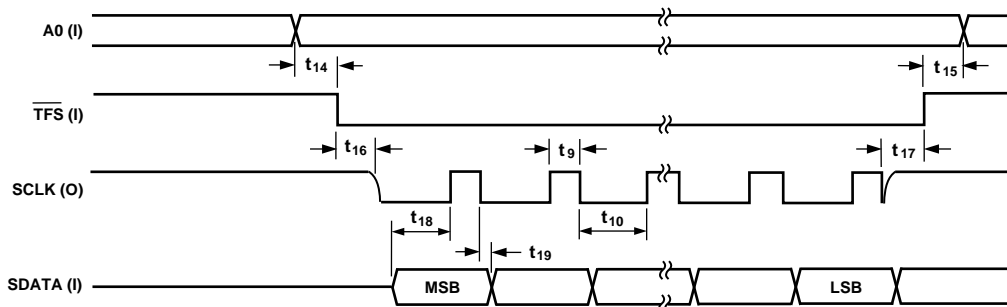 A0 (I)
t14
t15
TFS (I)
t16
t9
t17
SCLK (O)
t18
t10
t19
SDATA (I)
MSB
LSB